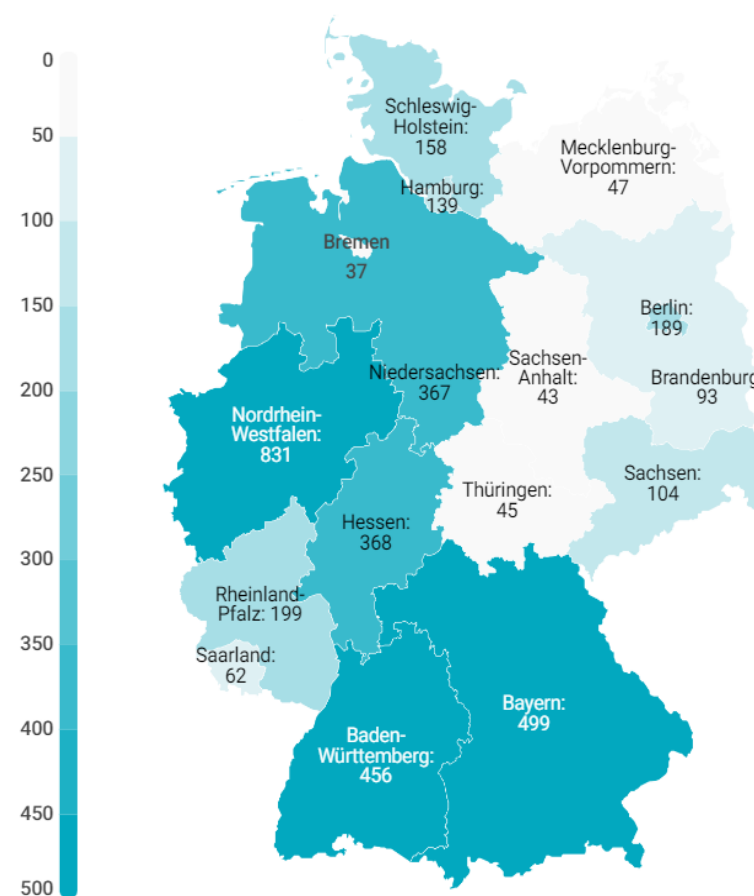 0
50
100
150
200
250
300
350
400
450
500
Schleswig-
Holstein:
158
Mecklenburg-
Vorpommern:
47
Hamburg:
139
Bremen
37
Berlin:
189
Niedersachsen:
367
Sachsen-
Anhalt:
43
Brandenburg
93
Nordrhein-
Westfalen:
831
Sachsen:
104
Thüringen:
45
Hessen:
368
Rheinland-
Pfalz: 199
Saarland:
62
Bayern:
499
Baden-
Württemberg:
456